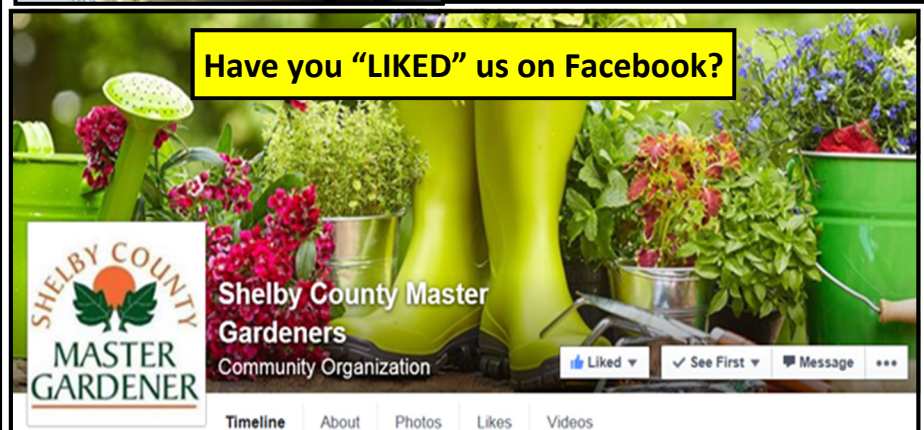 Have you “LIKED” us on Facebook?
SHELBY COUNTY
MASTER
GARDENER
Shelby County Master
Gardeners
Community Organization
Liked
See First
Message
Timeline About Photos Likes Videos